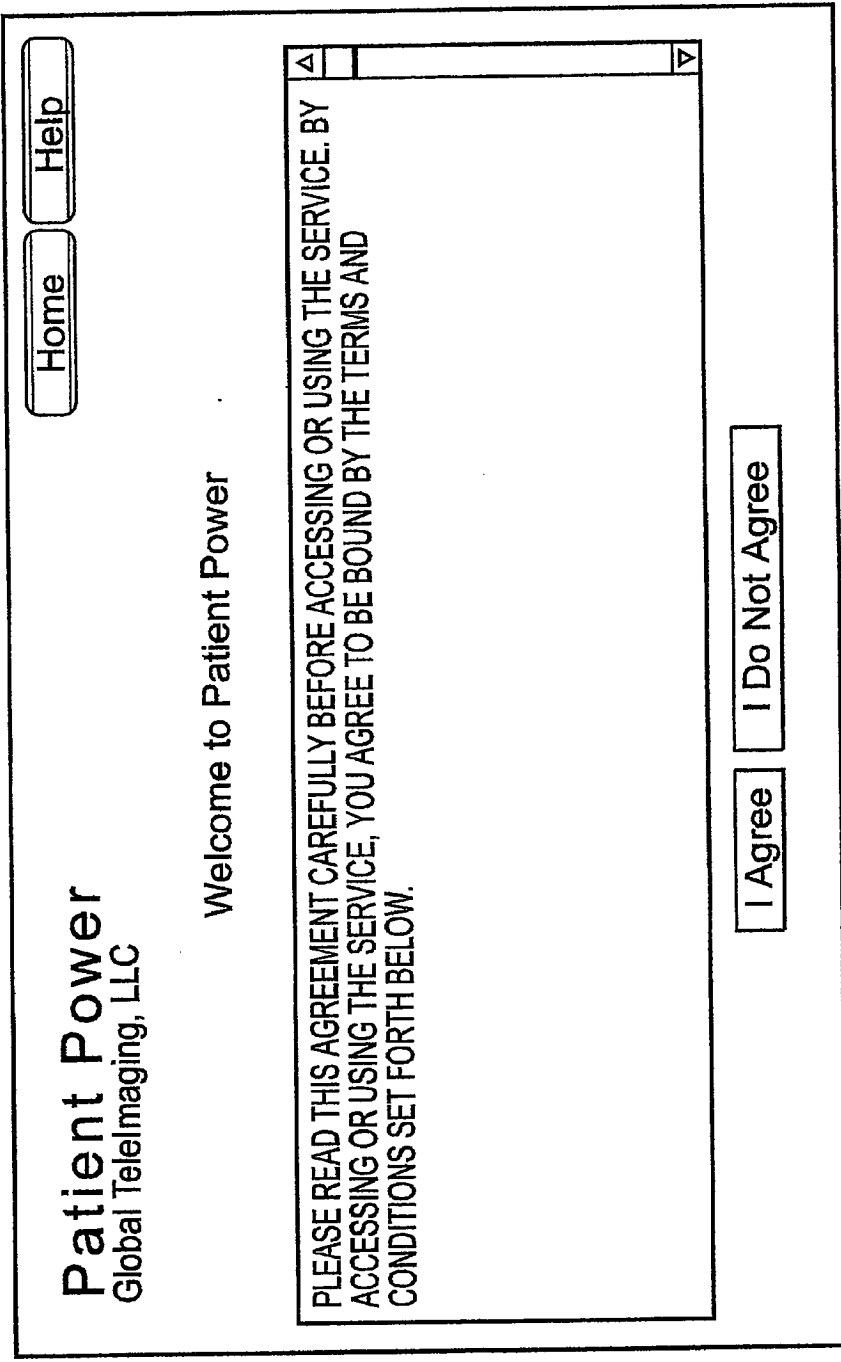 Patient Power
Global TeleImaging, LLC
Home
Help
Welcome to Patient Power
PLEASE READ THIS AGREEMENT CAREFULLY BEFORE ACCESSING OR USING THE SERVICE. BY
ACCESSING OR USING THE SERVICE, YOU AGREE TO BE BOUND BY THE TERMS AND
CONDITIONS SET FORTH BELOW.
I Agree
I Do Not Agree